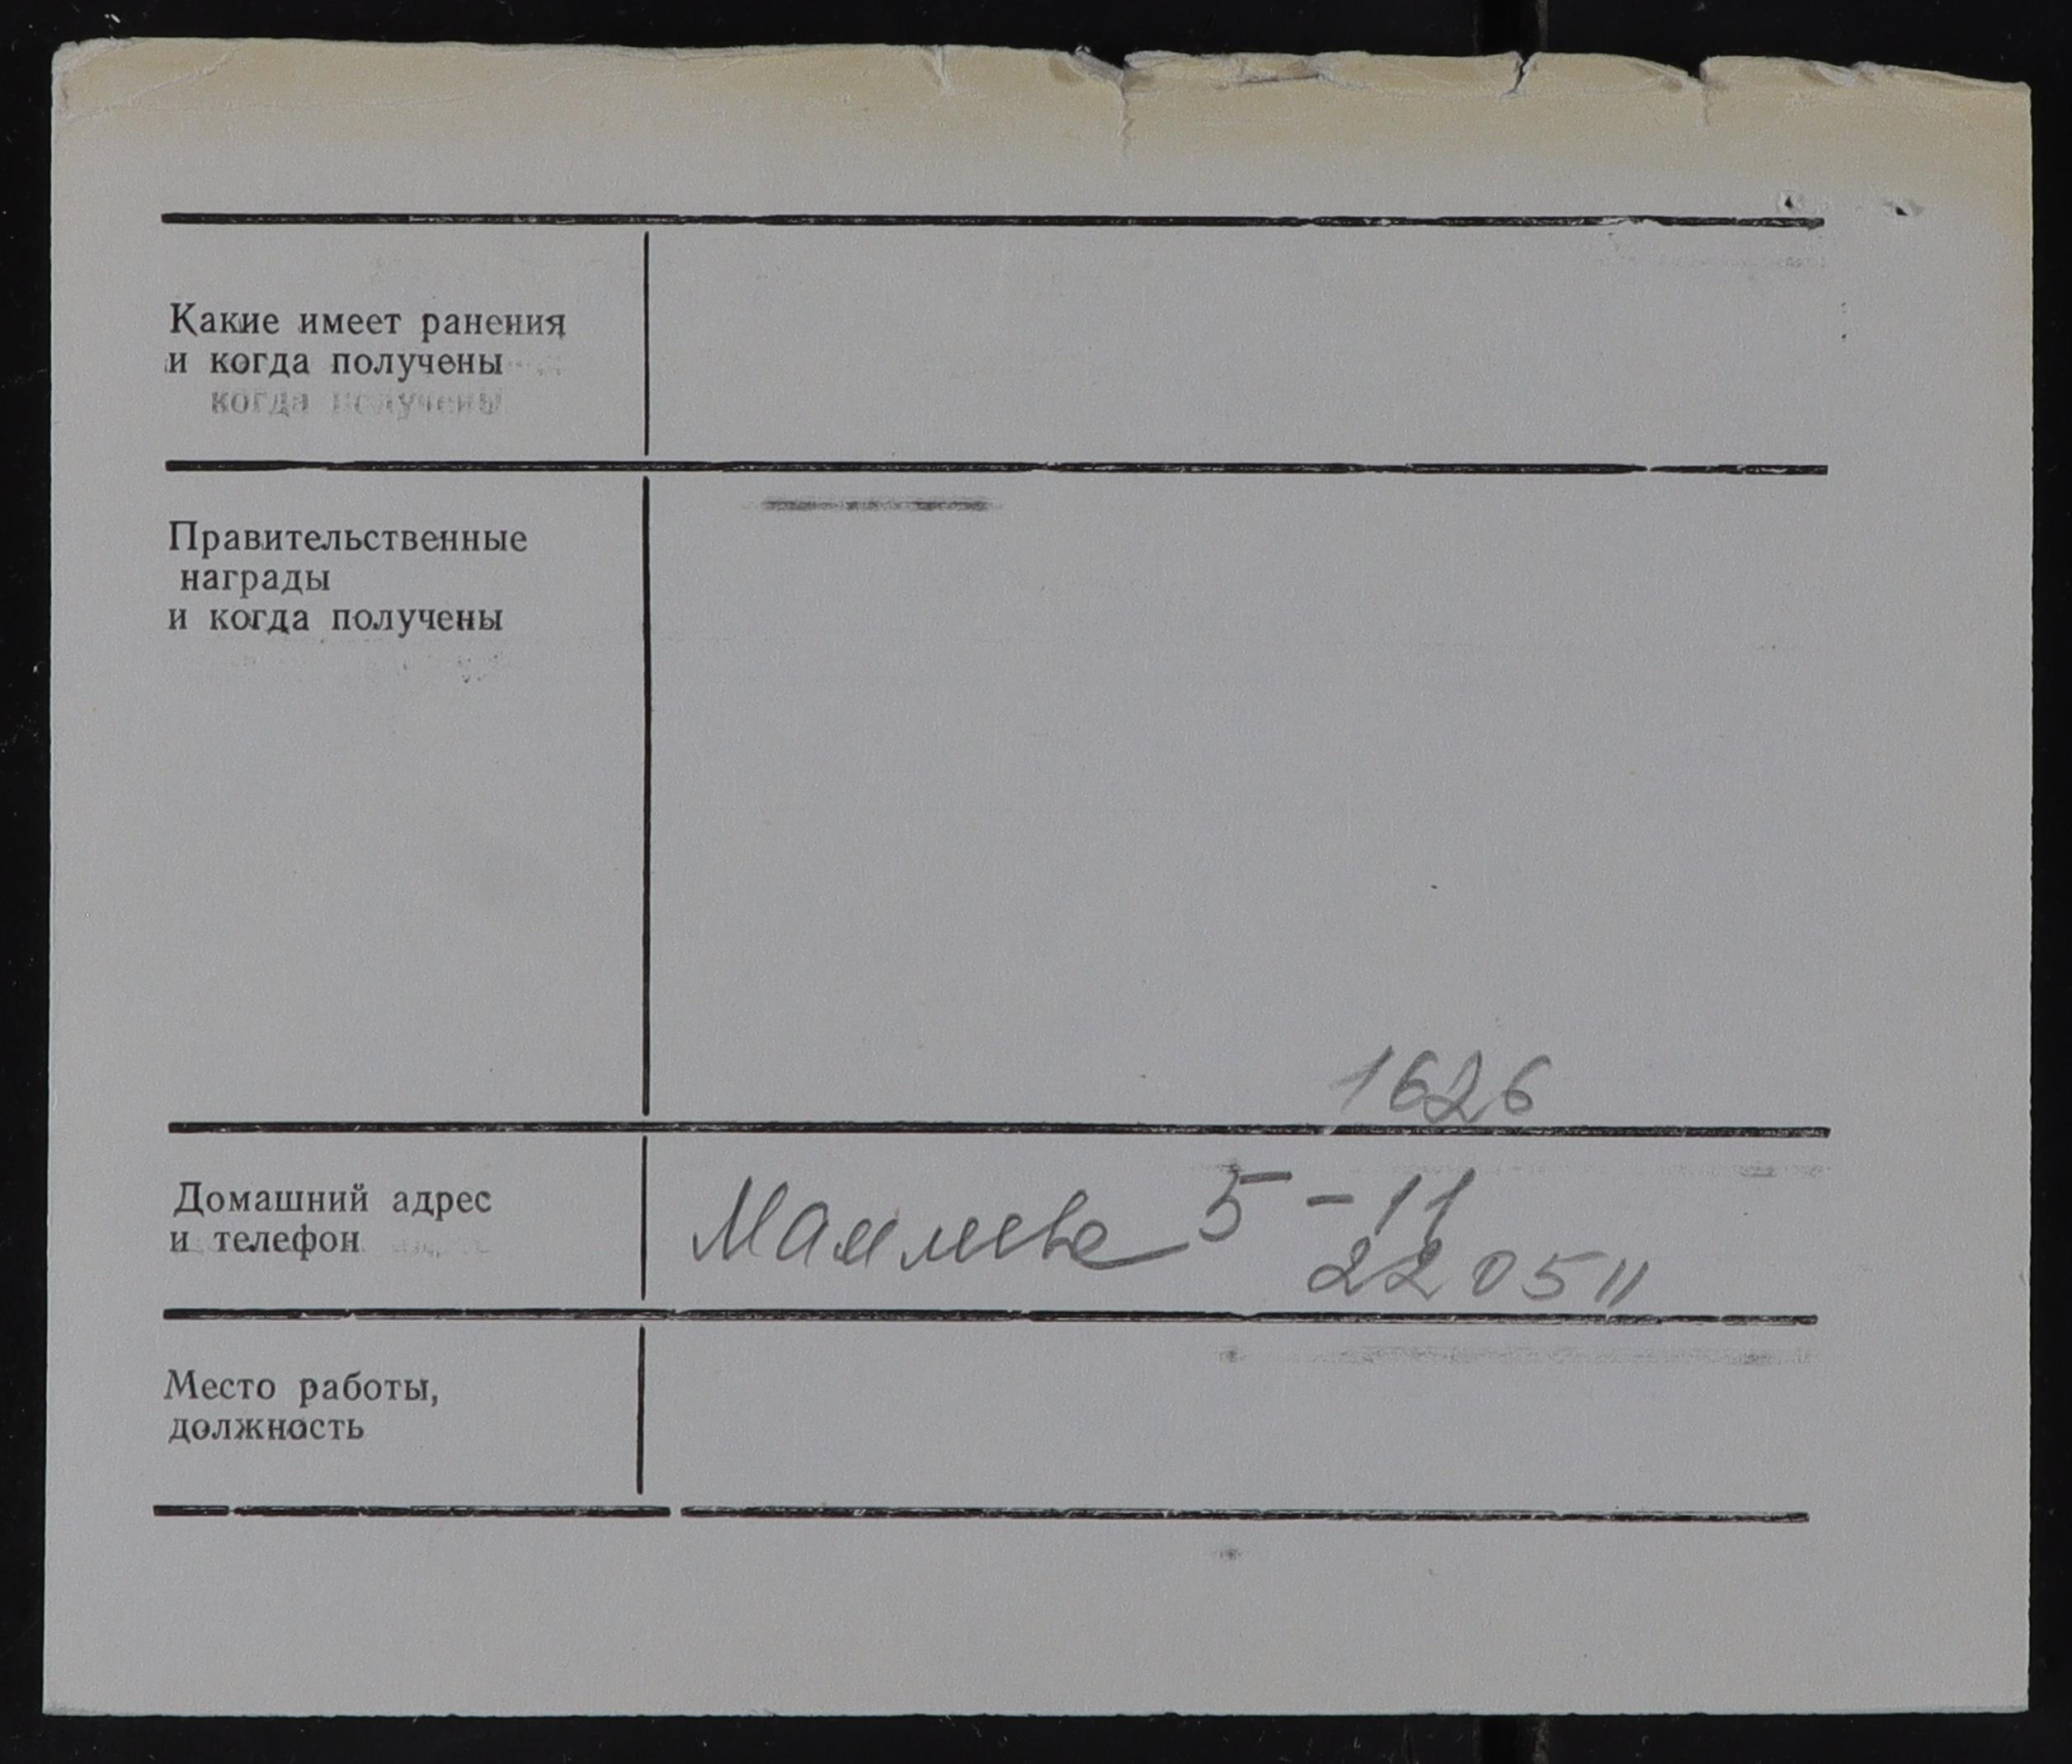 Какие имеет ранения
и когда получены
когда получены
Правительственные
награды
и когда получены
1626
Домашний адрес
и телефон
5-11
220511
Место работы,
должность